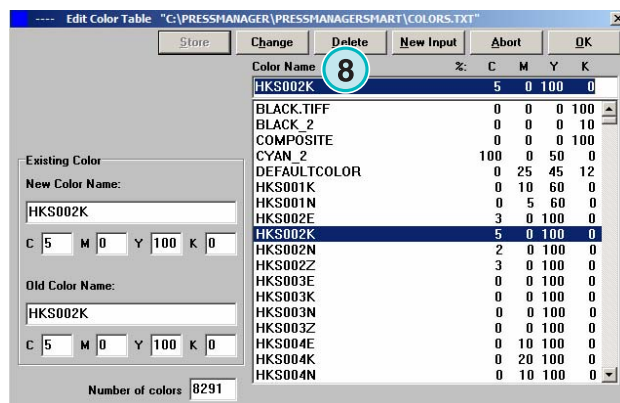 ---- Edit Color Table "C:\PRESSMANAGER\PRESSMANAGERSMART\COLORS.TXT"
Store Change Delete New Input Abort OK
Color Name %: C M Y K
8
HKS002K 5 0 100 0
BLACK.TIFF 0 0 0 100
BLACK_2 0 0 0 10
COMPOSITE 0 0 0 100
CYAN_2 100 0 50 0
DEFAULTCOLOR 0 25 45 12
HKS001K 0 10 60 0
HKS001N 0 5 60 0
HKS002E 3 0 100 0
HKS002K 5 0 100 0
HKS002N 2 0 100 0
HKS002Z 3 0 100 0
HKS003E 0 0 100 0
HKS003K 0 0 100 0
HKS003N 0 0 100 0
HKS003Z 0 0 100 0
HKS004E 0 10 100 0
HKS004K 0 20 100 0
HKS004N 0 10 100 0
Existing Color
New Color Name:
HKS002K
C 5 M 0 Y 100 K 0
Old Color Name:
HKS002K
C 5 M 0 Y 100 K 0
Number of colors 8291